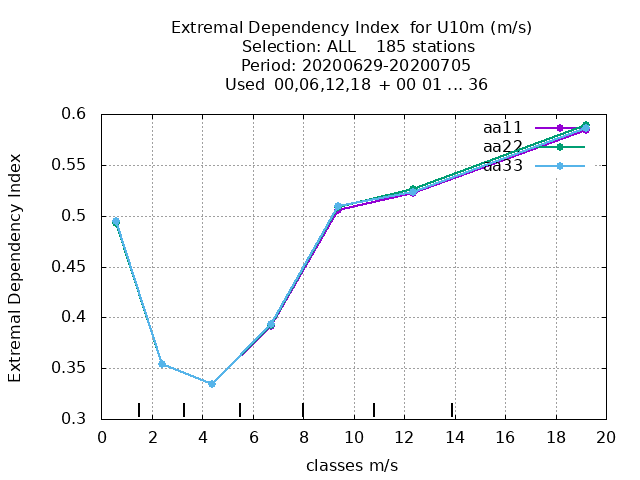 Extremal Dependency Index for U10m (m/s)
Selection: ALL 185 stations
Period: 20200629-20200705
Used 00,06,12,18 + 00 01 ... 36
0.6
0.55
0.5
0.45
0.4
0.35
0.3
Extremal Dependency Index
aa11
aa22
aa33
0 2 4 6 8 10 12 14 16 18 20
classes m/s